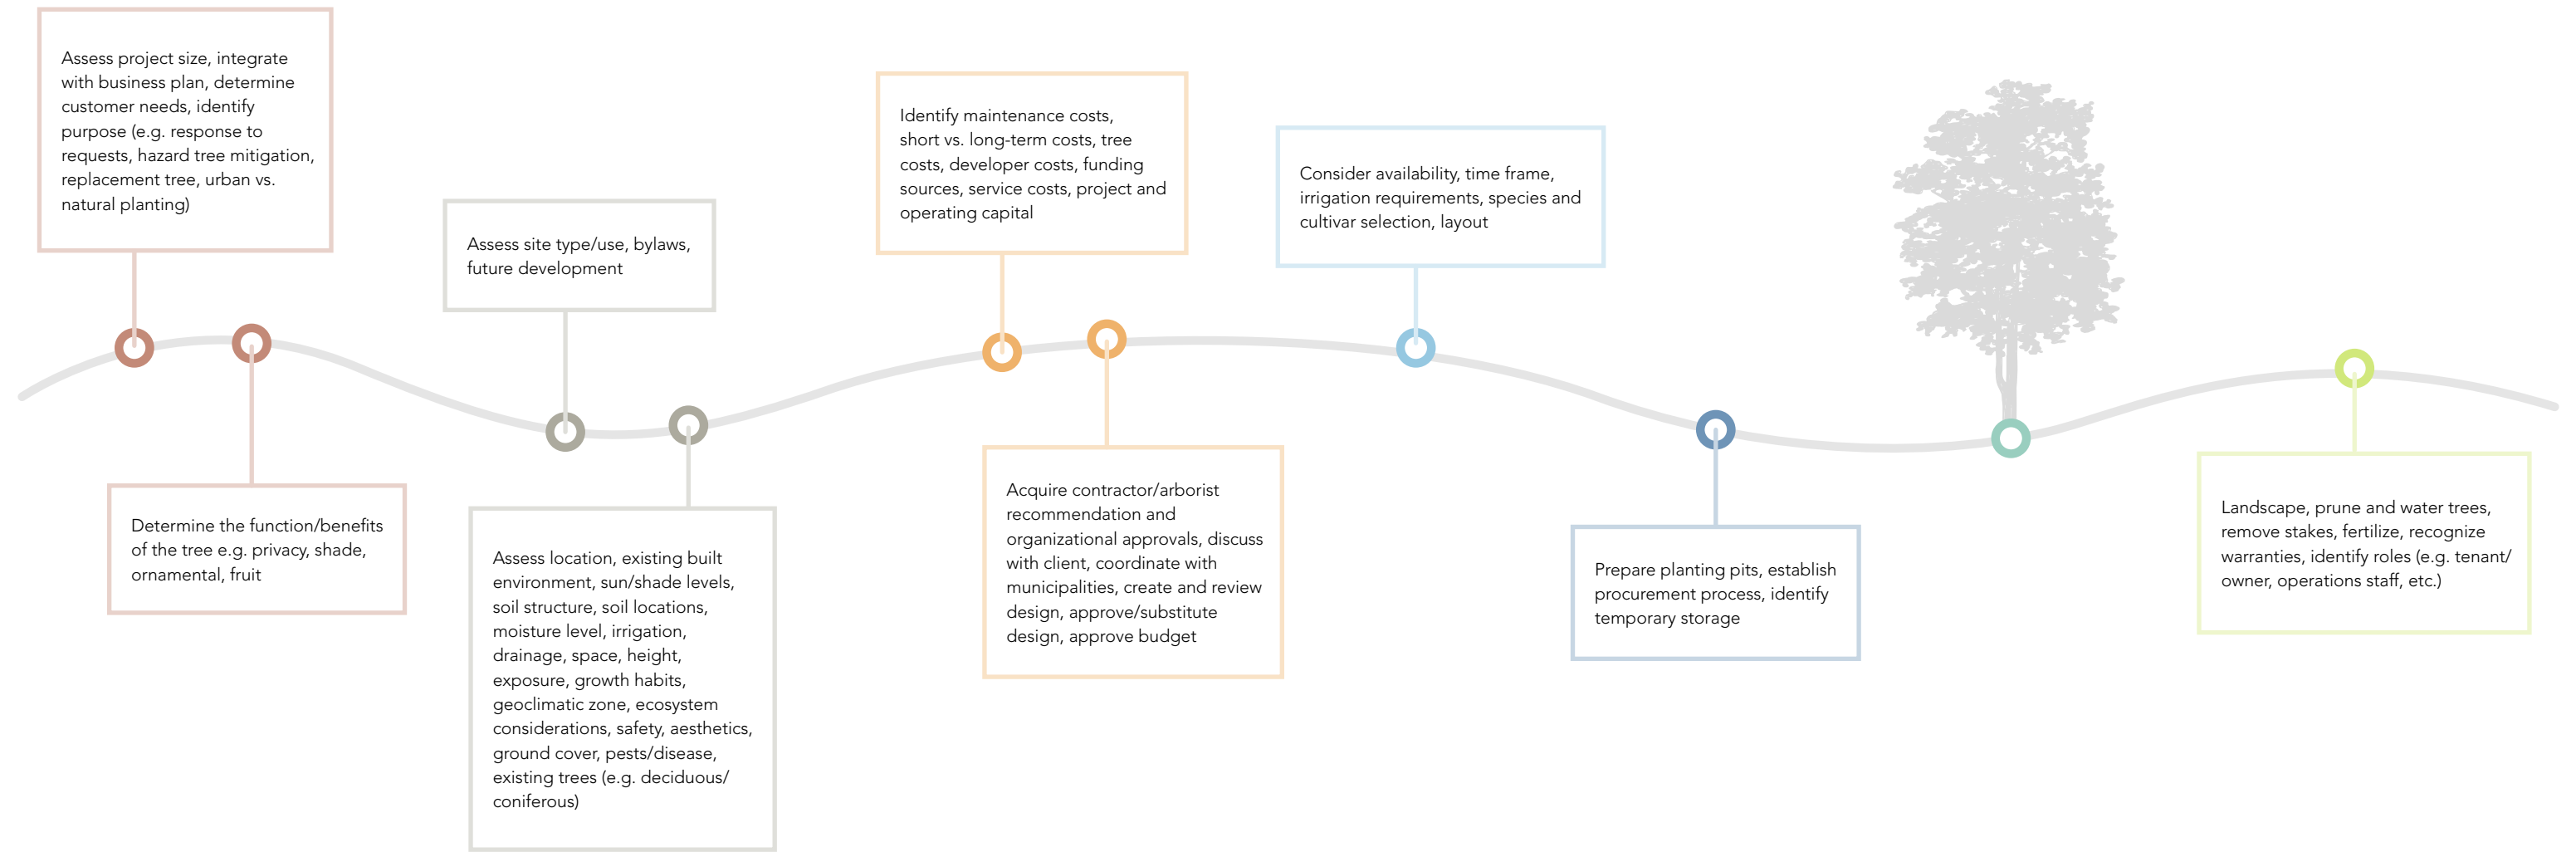 Assess project size, integrate
with business plan, determine
customer needs, identify
purpose (e.g. response to
requests, hazard tree mitigation,
replacement tree, urban vs.
natural planting)
Determine the function/benefits
of the tree e.g. privacy, shade,
ornamental, fruit
Assess site type/use, bylaws,
future development
Assess location, existing built
environment, sun/shade levels,
soil structure, soil locations,
moisture level, irrigation,
drainage, space, height,
exposure, growth habits,
geoclimatic zone, ecosystem
considerations, safety, aesthetics,
ground cover, pests/disease,
existing trees (e.g. deciduous/
coniferous)
Identify maintenance costs,
short vs. long-term costs, tree
costs, developer costs, funding
sources, service costs, project and
operating capital
Acquire contractor/arborist
recommendation and
organizational approvals, discuss
with client, coordinate with
municipalities, create and review
design, approve/substitute
design, approve budget
Consider availability, time frame,
irrigation requirements, species and
cultivar selection, layout
Prepare planting pits, establish
procurement process, identify
temporary storage
Landscape, prune and water trees,
remove stakes, fertilize, recognize
warranties, identify roles (e.g. tenant/
owner, operations staff, etc.)